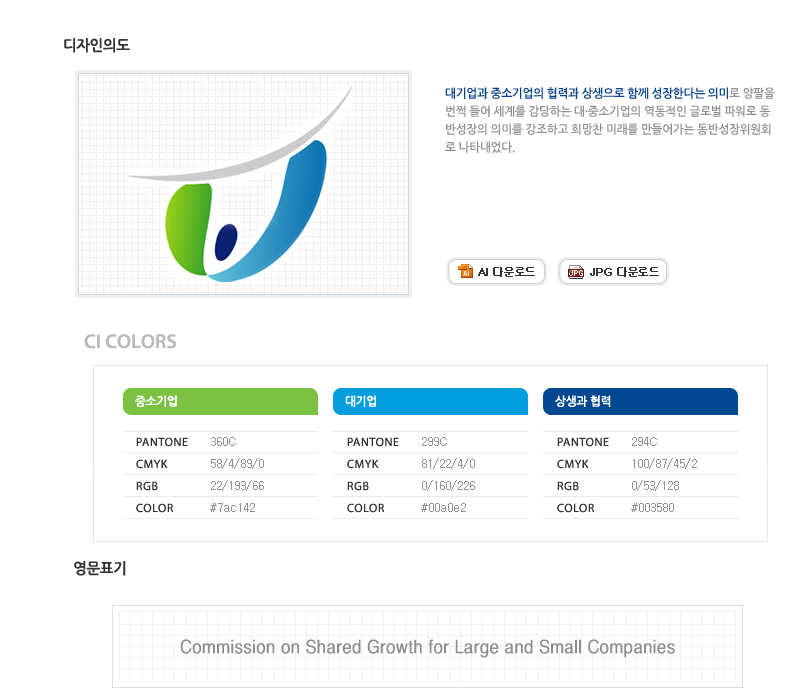 디자인의도
대기업과 중소기업의 협력과 상생으로 함께 성장한다는 의미로 양팔을
번쩍 들어 세계를 감당하는 대·중소기업의 역동적인 글로벌 파워로 동
반성장의 의미를 강조하고 희망찬 미래를 만들어가는 동반성장위원회
로 나타내었다.
AI AI 다운로드
JPG JPG 다운로드
CI COLORS
중소기업 대기업 상생과 협력
PANTONE 360C PANTONE 299C PANTONE 294C
CMYK 58/4/89/0 CMYK 81/22/4/0 CMYK 100/87/45/2
RGB 22/193/66 RGB 0/160/226 RGB 0/53/128
COLOR #7ac142 COLOR #00a0e2 COLOR #003580
영문표기
Commission on Shared Growth for Large and Small Companies